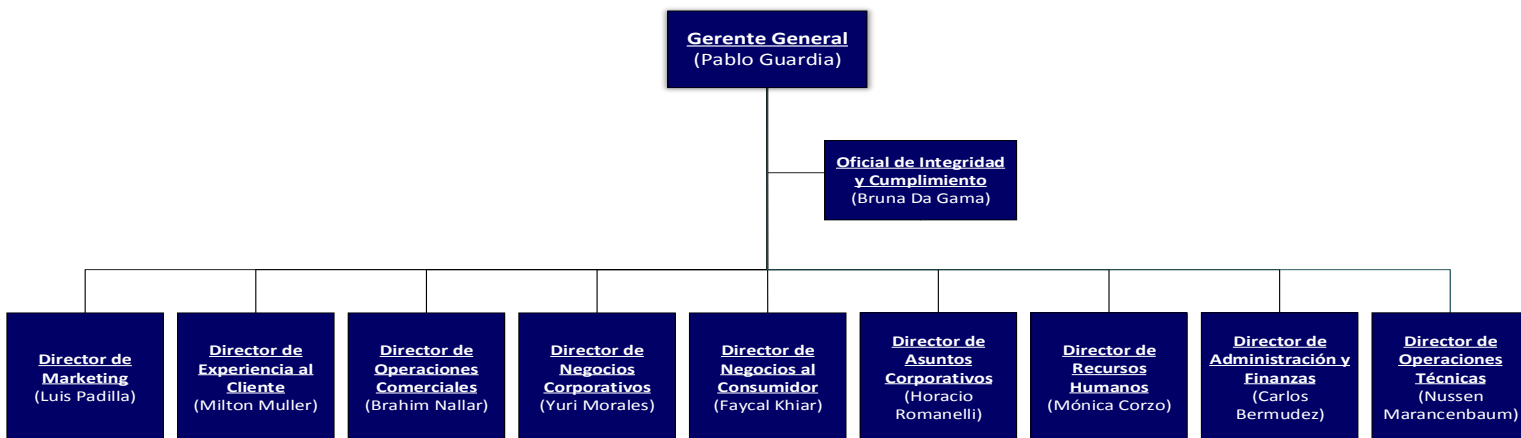 Gerente General
(Pablo Guardia)
Oficial de Integridad
y Cumplimiento
(Bruna Da Gama)
Director de
Marketing
(Luis Padilla)
Director de
Experiencia al
Cliente
(Milton Muller)
Director de
Operaciones
Comerciales
(Brahim Nallar)
Director de
Negocios
Corporativos
(Yuri Morales)
Director de
Negocios al
Consumidor
(Faycal Khiar)
Director de
Asuntos
Corporativos
(Horacio
Romanelli)
Director de
Recursos
Humanos
(Mónica Corzo)
Director de
Administración y
Finanzas
(Carlos
Bermudez)
Director de
Operaciones
Técnicas
(Nussen
Marancenbaum)